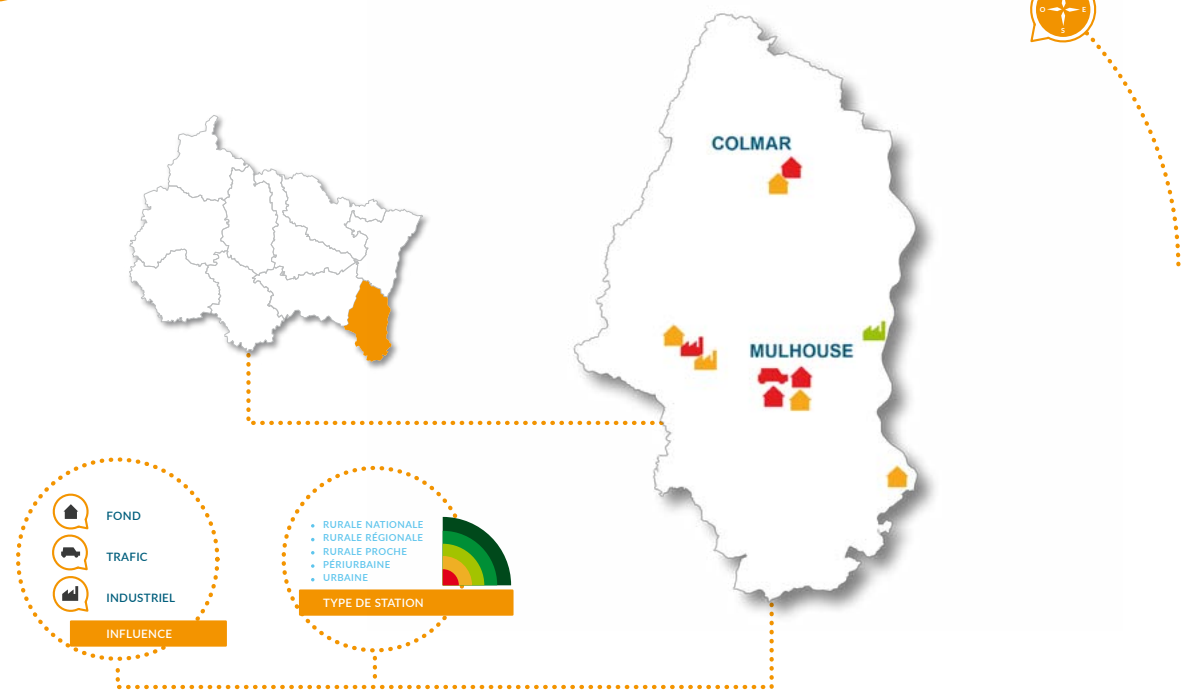 O
E
S
COLMAR
MULHOUSE
FOND
TRAFIC
INDUSTRIEL
INFLUENCE
• RURALE NATIONALE
• RURALE RÉGIONALE
• RURALE PROCHE
• PÉRIURBAINE
• URBAINE
TYPE DE STATION